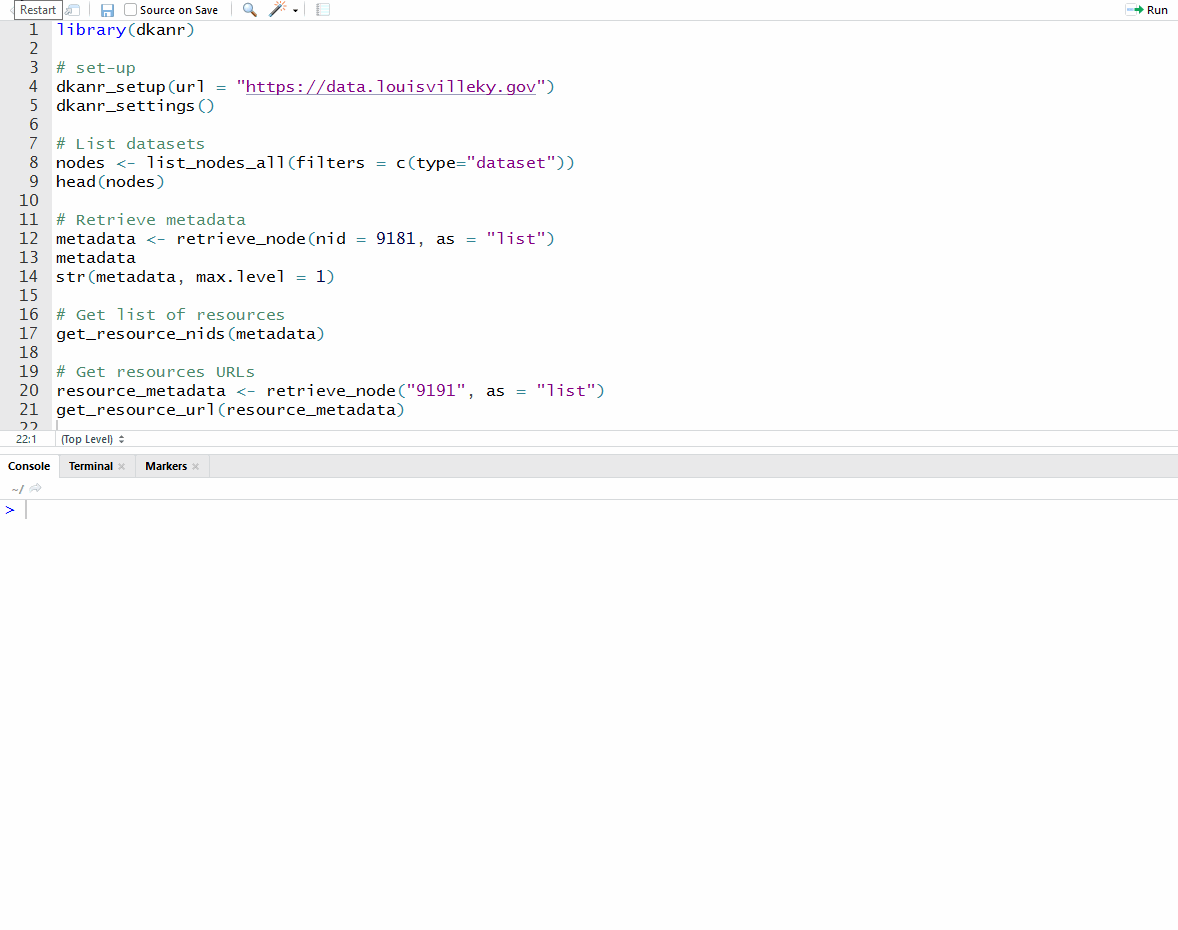 Restart Source on Save Run
1 library(dkanr)
2
3 # set-up
4 dkanr_setup(url = "https://data.louisvilleky.gov")
5 dkanr_settings()
6
7 # List datasets
8 nodes <- list_nodes_all(filters = c(type="dataset"))
9 head(nodes)
10
11 # Retrieve metadata
12 metadata <- retrieve_node(nid = 9181, as = "list")
13 metadata
14 str(metadata, max.level = 1)
15
16 # Get list of resources
17 get_resource_nids(metadata)
18
19 # Get resources URLs
20 resource_metadata <- retrieve_node("9191", as = "list")
21 get_resource_url(resource_metadata)
22
22:1 (Top Level)
Console Terminal Markers
~/
>